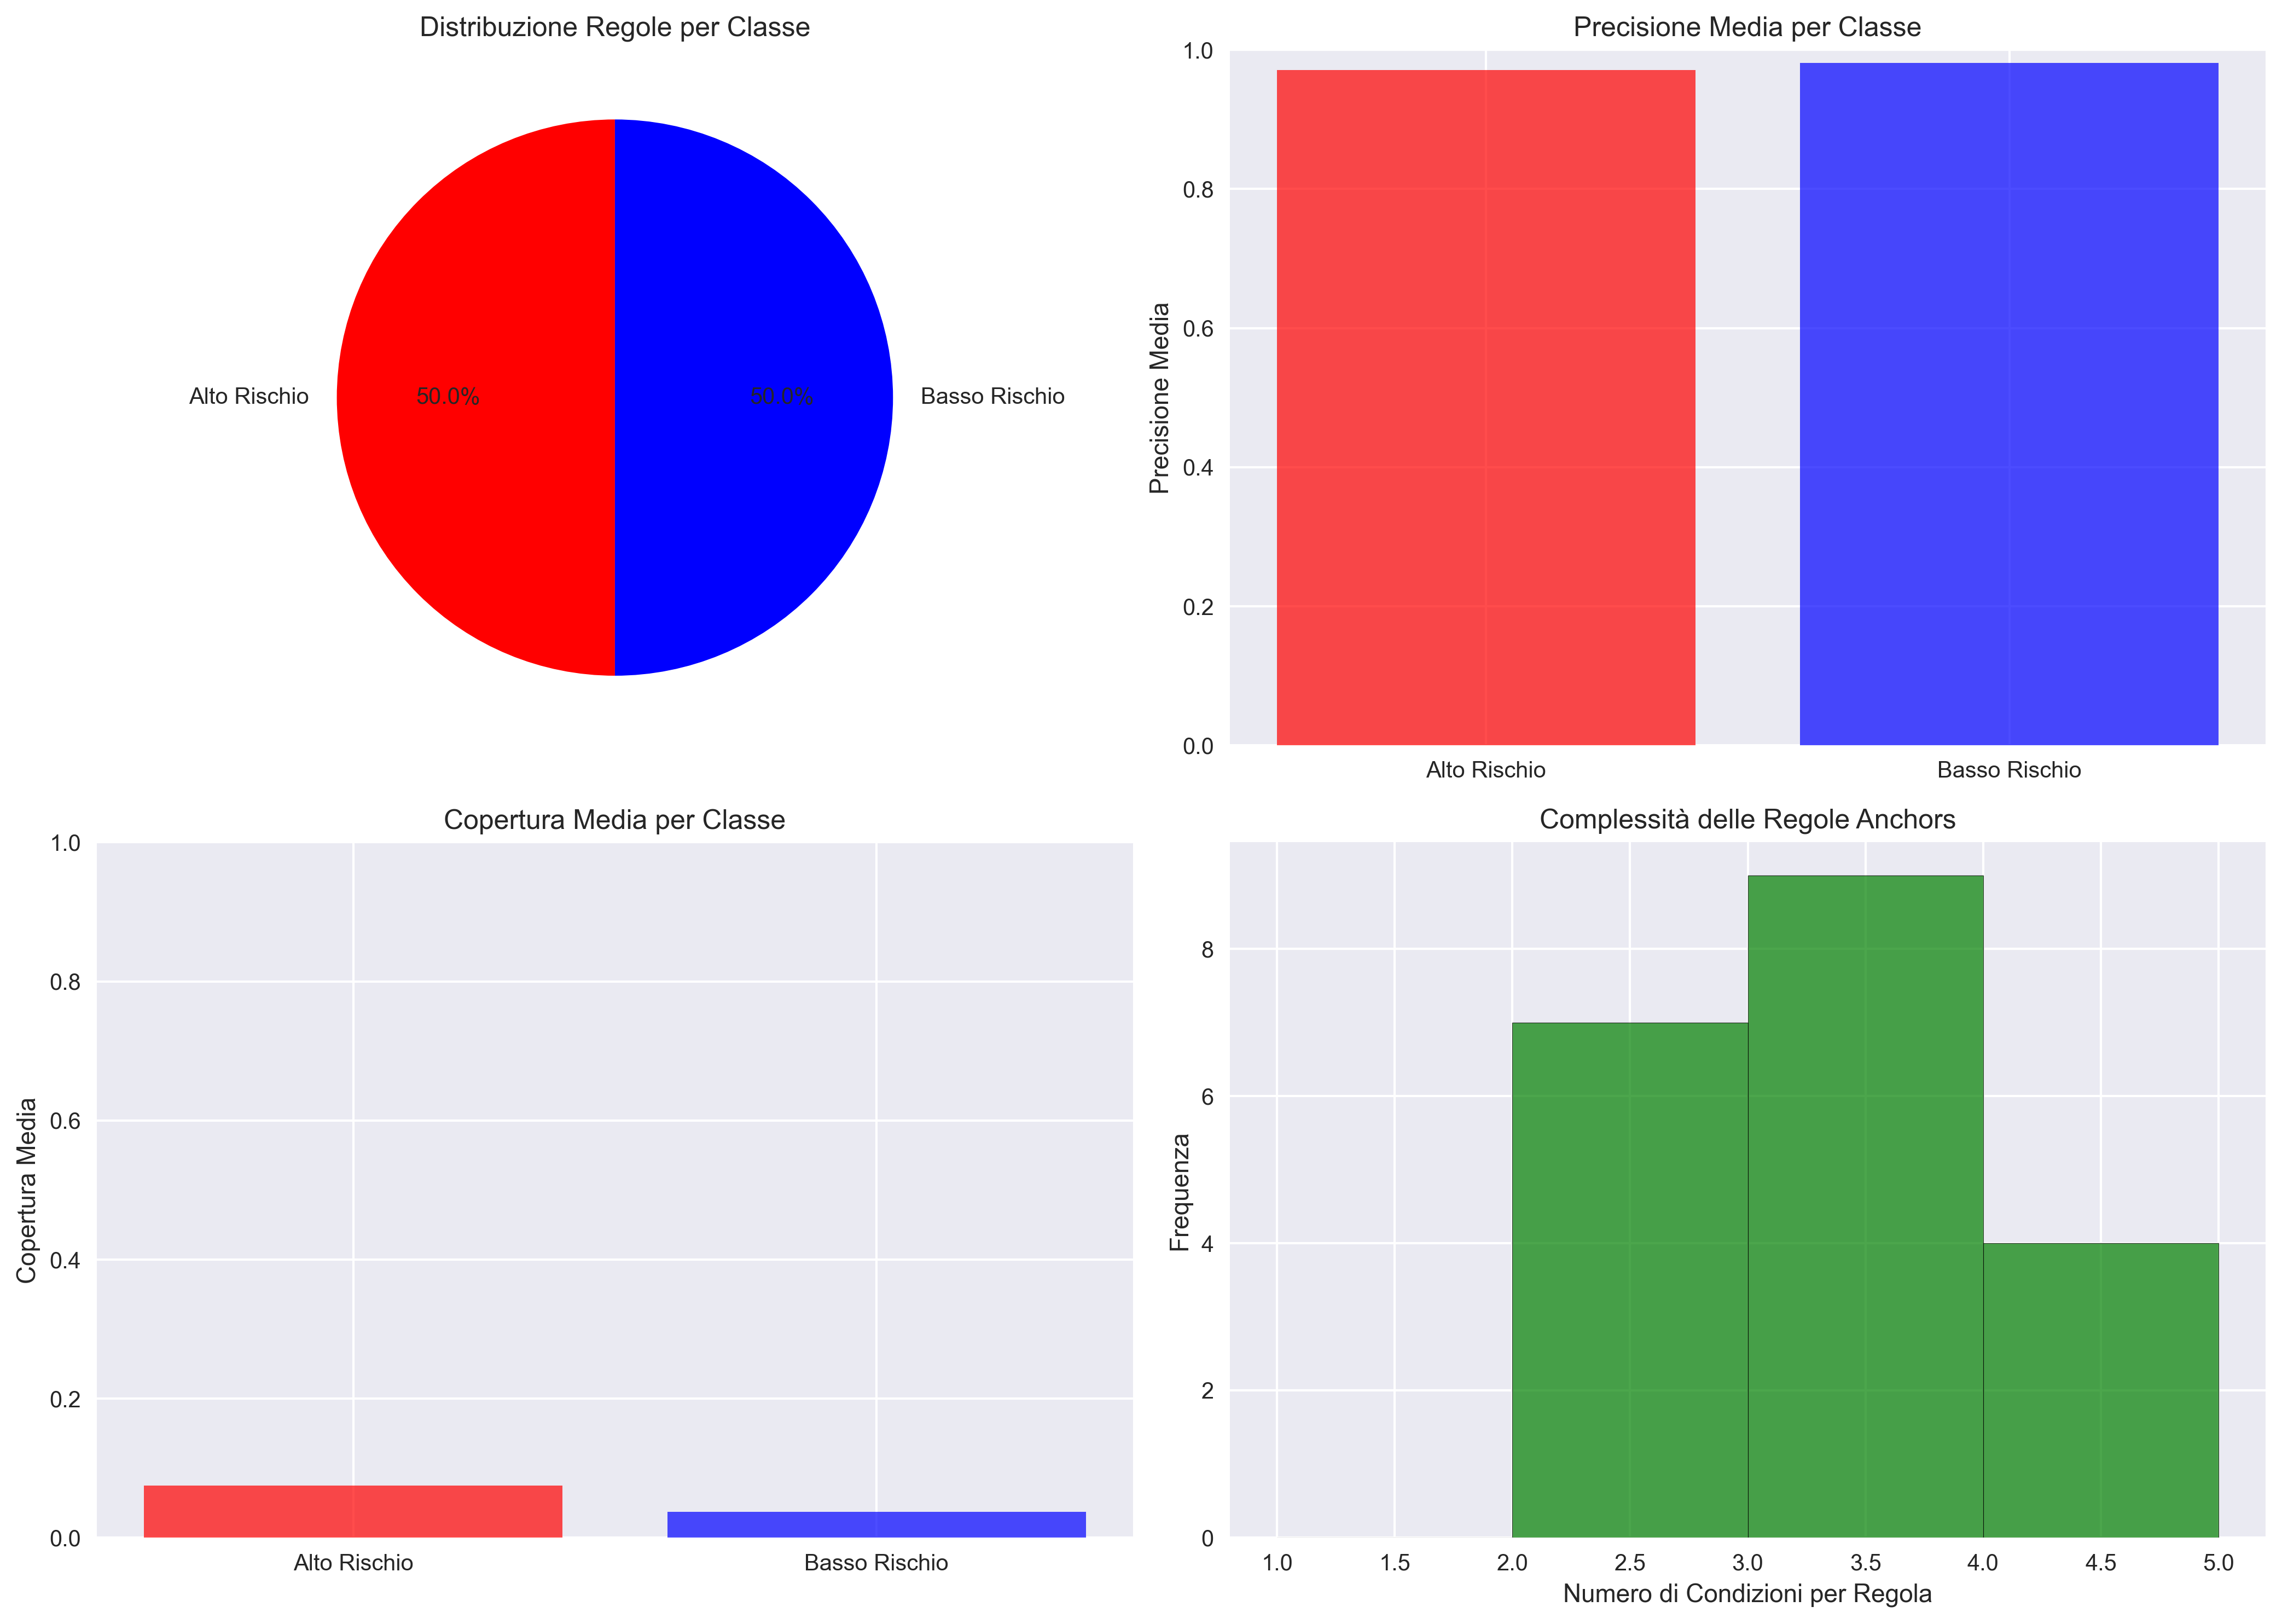 Distribuzione Regole per Classe
Alto Rischio
50.0%
50.0%
Basso Rischio
Precisione Media per Classe
Precisione Media
1.0
0.8
0.6
0.4
0.2
0.0
Alto Rischio
Basso Rischio
Copertura Media per Classe
Copertura Media
1.0
0.8
0.6
0.4
0.2
0.0
Alto Rischio
Basso Rischio
Complessità delle Regole Anchors
Frequenza
8
6
4
2
0
1.0 1.5 2.0 2.5 3.0 3.5 4.0 4.5 5.0
Numero di Condizioni per Regola